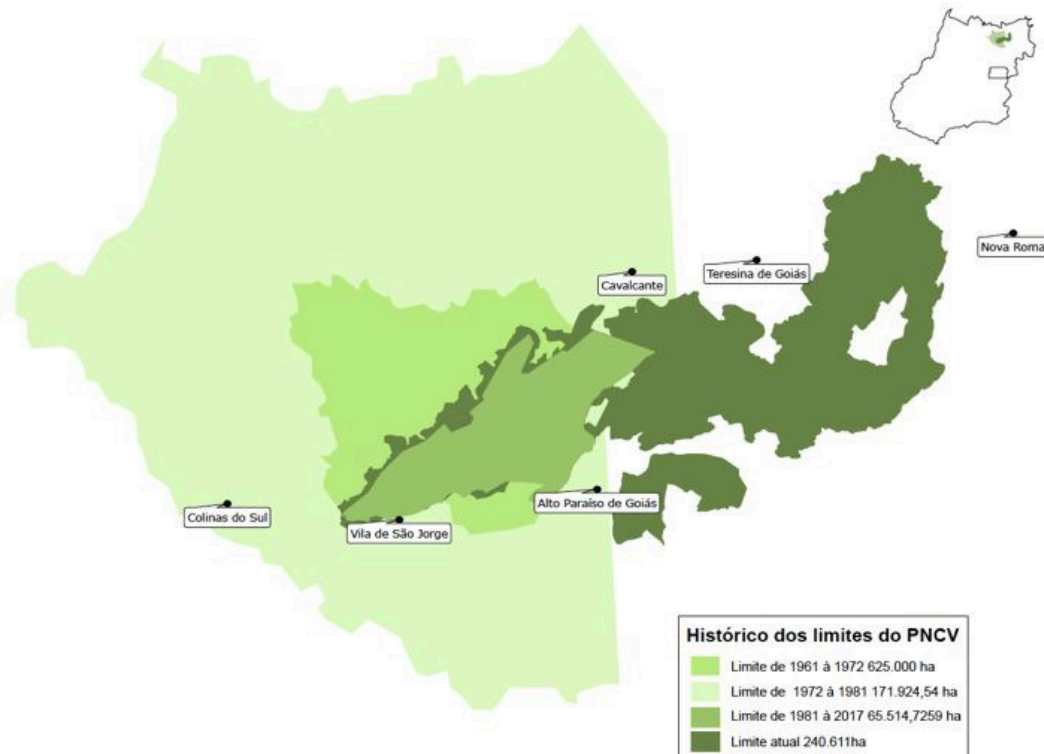 Nova Roma
Teresina de Goiás
Cavalcante
Alto Paraíso de Goiás
Colinas do Sul
Vila de São Jorge
Histórico dos limites do PNCV
Limite de 1961 à 1972 625.000 ha
Limite de 1972 à 1981 171.924,54 ha
Limite de 1981 à 2017 65.514,7259 ha
Limite atual 240.611ha